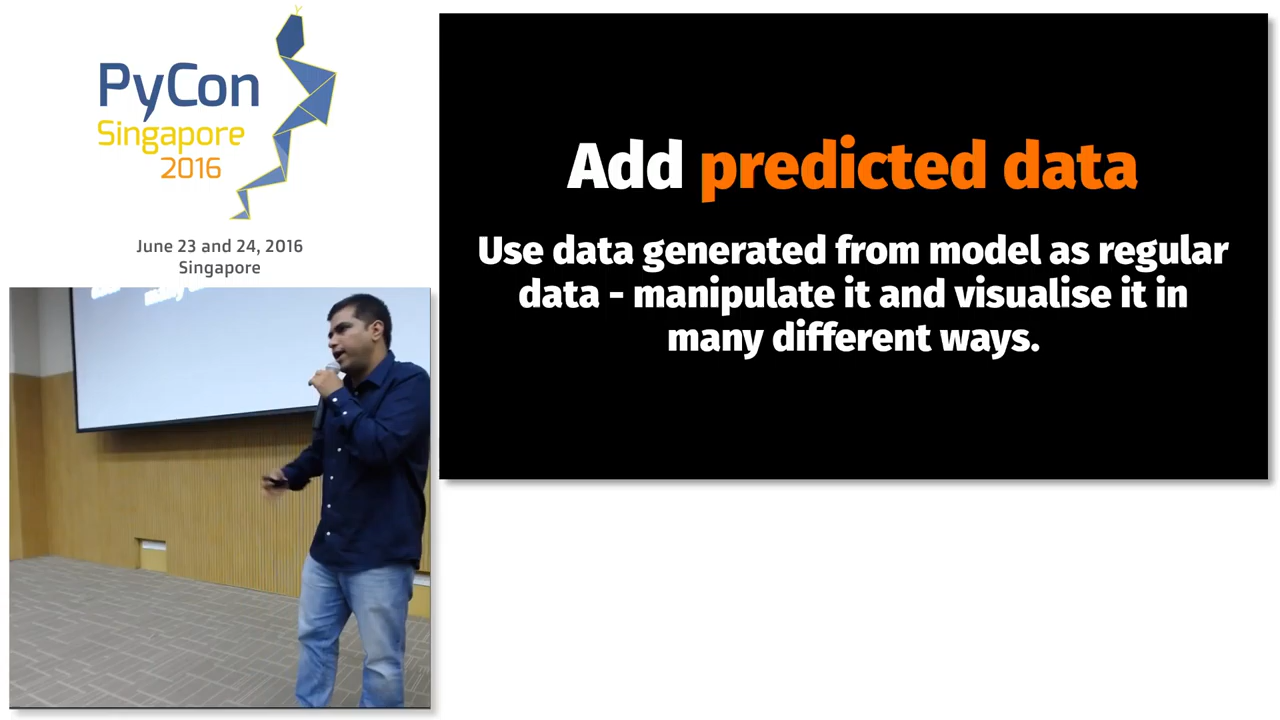 PyCon
Singapore
2016
June 23 and 24, 2016
Singapore
Add predicted data
Use data generated from model as regular
data - manipulate it and visualise it in
many different ways.